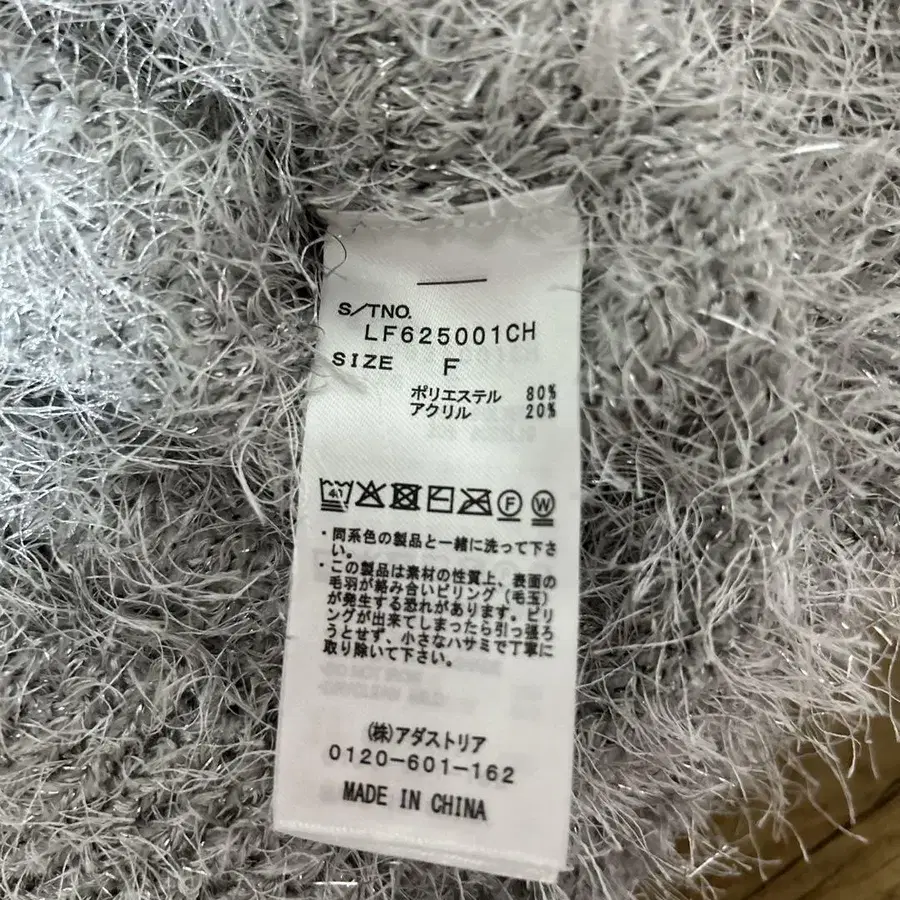 S/TNO.
LF625001CH
SIZE F
ポリエステル 80%
アクリル 20%
F W
・同系色の製品と一緒に洗って下さ
い。
・この製品は素材の性質上、表面の
毛羽が絡み合いピリング(毛玉)
が発生する恐れがあります。ピリ
ングが出来てしまったら引っ張ろ
うとせず、小さなハサミで丁寧に
取り除いて下さい。
(株)アダストリア
0120-601-162
MADE IN CHINA